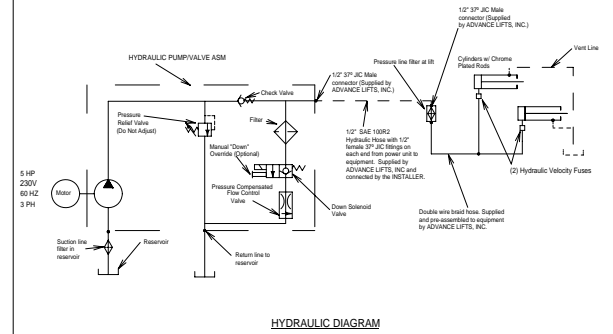 1/2" 37º JIC Male
connector (Supplied
by ADVANCE LIFTS, INC.)
HYDRAULIC PUMP/VALVE ASM
1/2" 37º JIC Male
connector (Supplied by
ADVANCE LIFTS, INC.)
Pressure line filter at lift
Cylinders w/ Chrome
Plated Rods
Vent Line
Check Valve
Pressure
Relief Valve
(Do Not Adjust)
Filter
Manual "Down"
Override (Optional)
1/2" SAE 100R2
Hydraulic Hose with 1/2"
female 37º JIC fittings on
each end from power unit to
equipment. Supplied by
ADVANCE LIFTS, INC and
connected by the INSTALLER.
(2) Hydraulic Velocity Fuses
5 HP
230V
60 HZ
3 PH
Motor
Pressure Compensated
Flow Control
Valve
Down Solenoid
Valve
Double wire braid hose. Supplied
and pre-assembled to equipment
by ADVANCE LIFTS, INC.
Suction line
filter in
reservoir
Reservoir
Return line to
reservoir
HYDRAULIC DIAGRAM